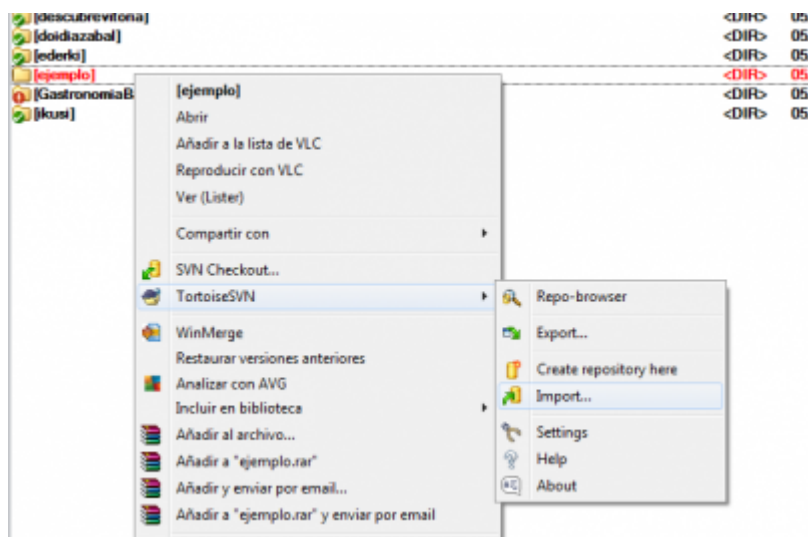 [descubrevitoria] <DIR> 05
[doidiazabal] <DIR> 05
[ederki] <DIR> 05
[ejemplo] <DIR> 05
[GastronomiaB <DIR> 05
[ikusi] <DIR> 05
[ejemplo]
Abrir
Añadir a la lista de VLC
Reproducir con VLC
Ver (Lister)
Compartir con
SVN Checkout...
TortoiseSVN
WinMerge
Restaurar versiones anteriores
Analizar con AVG
Incluir en biblioteca
Añadir al archivo...
Añadir a "ejemplo.rar"
Añadir y enviar por email...
Añadir a "ejemplo.rar" y enviar por email
Repo-browser
Export...
Create repository here
Import...
Settings
Help
About